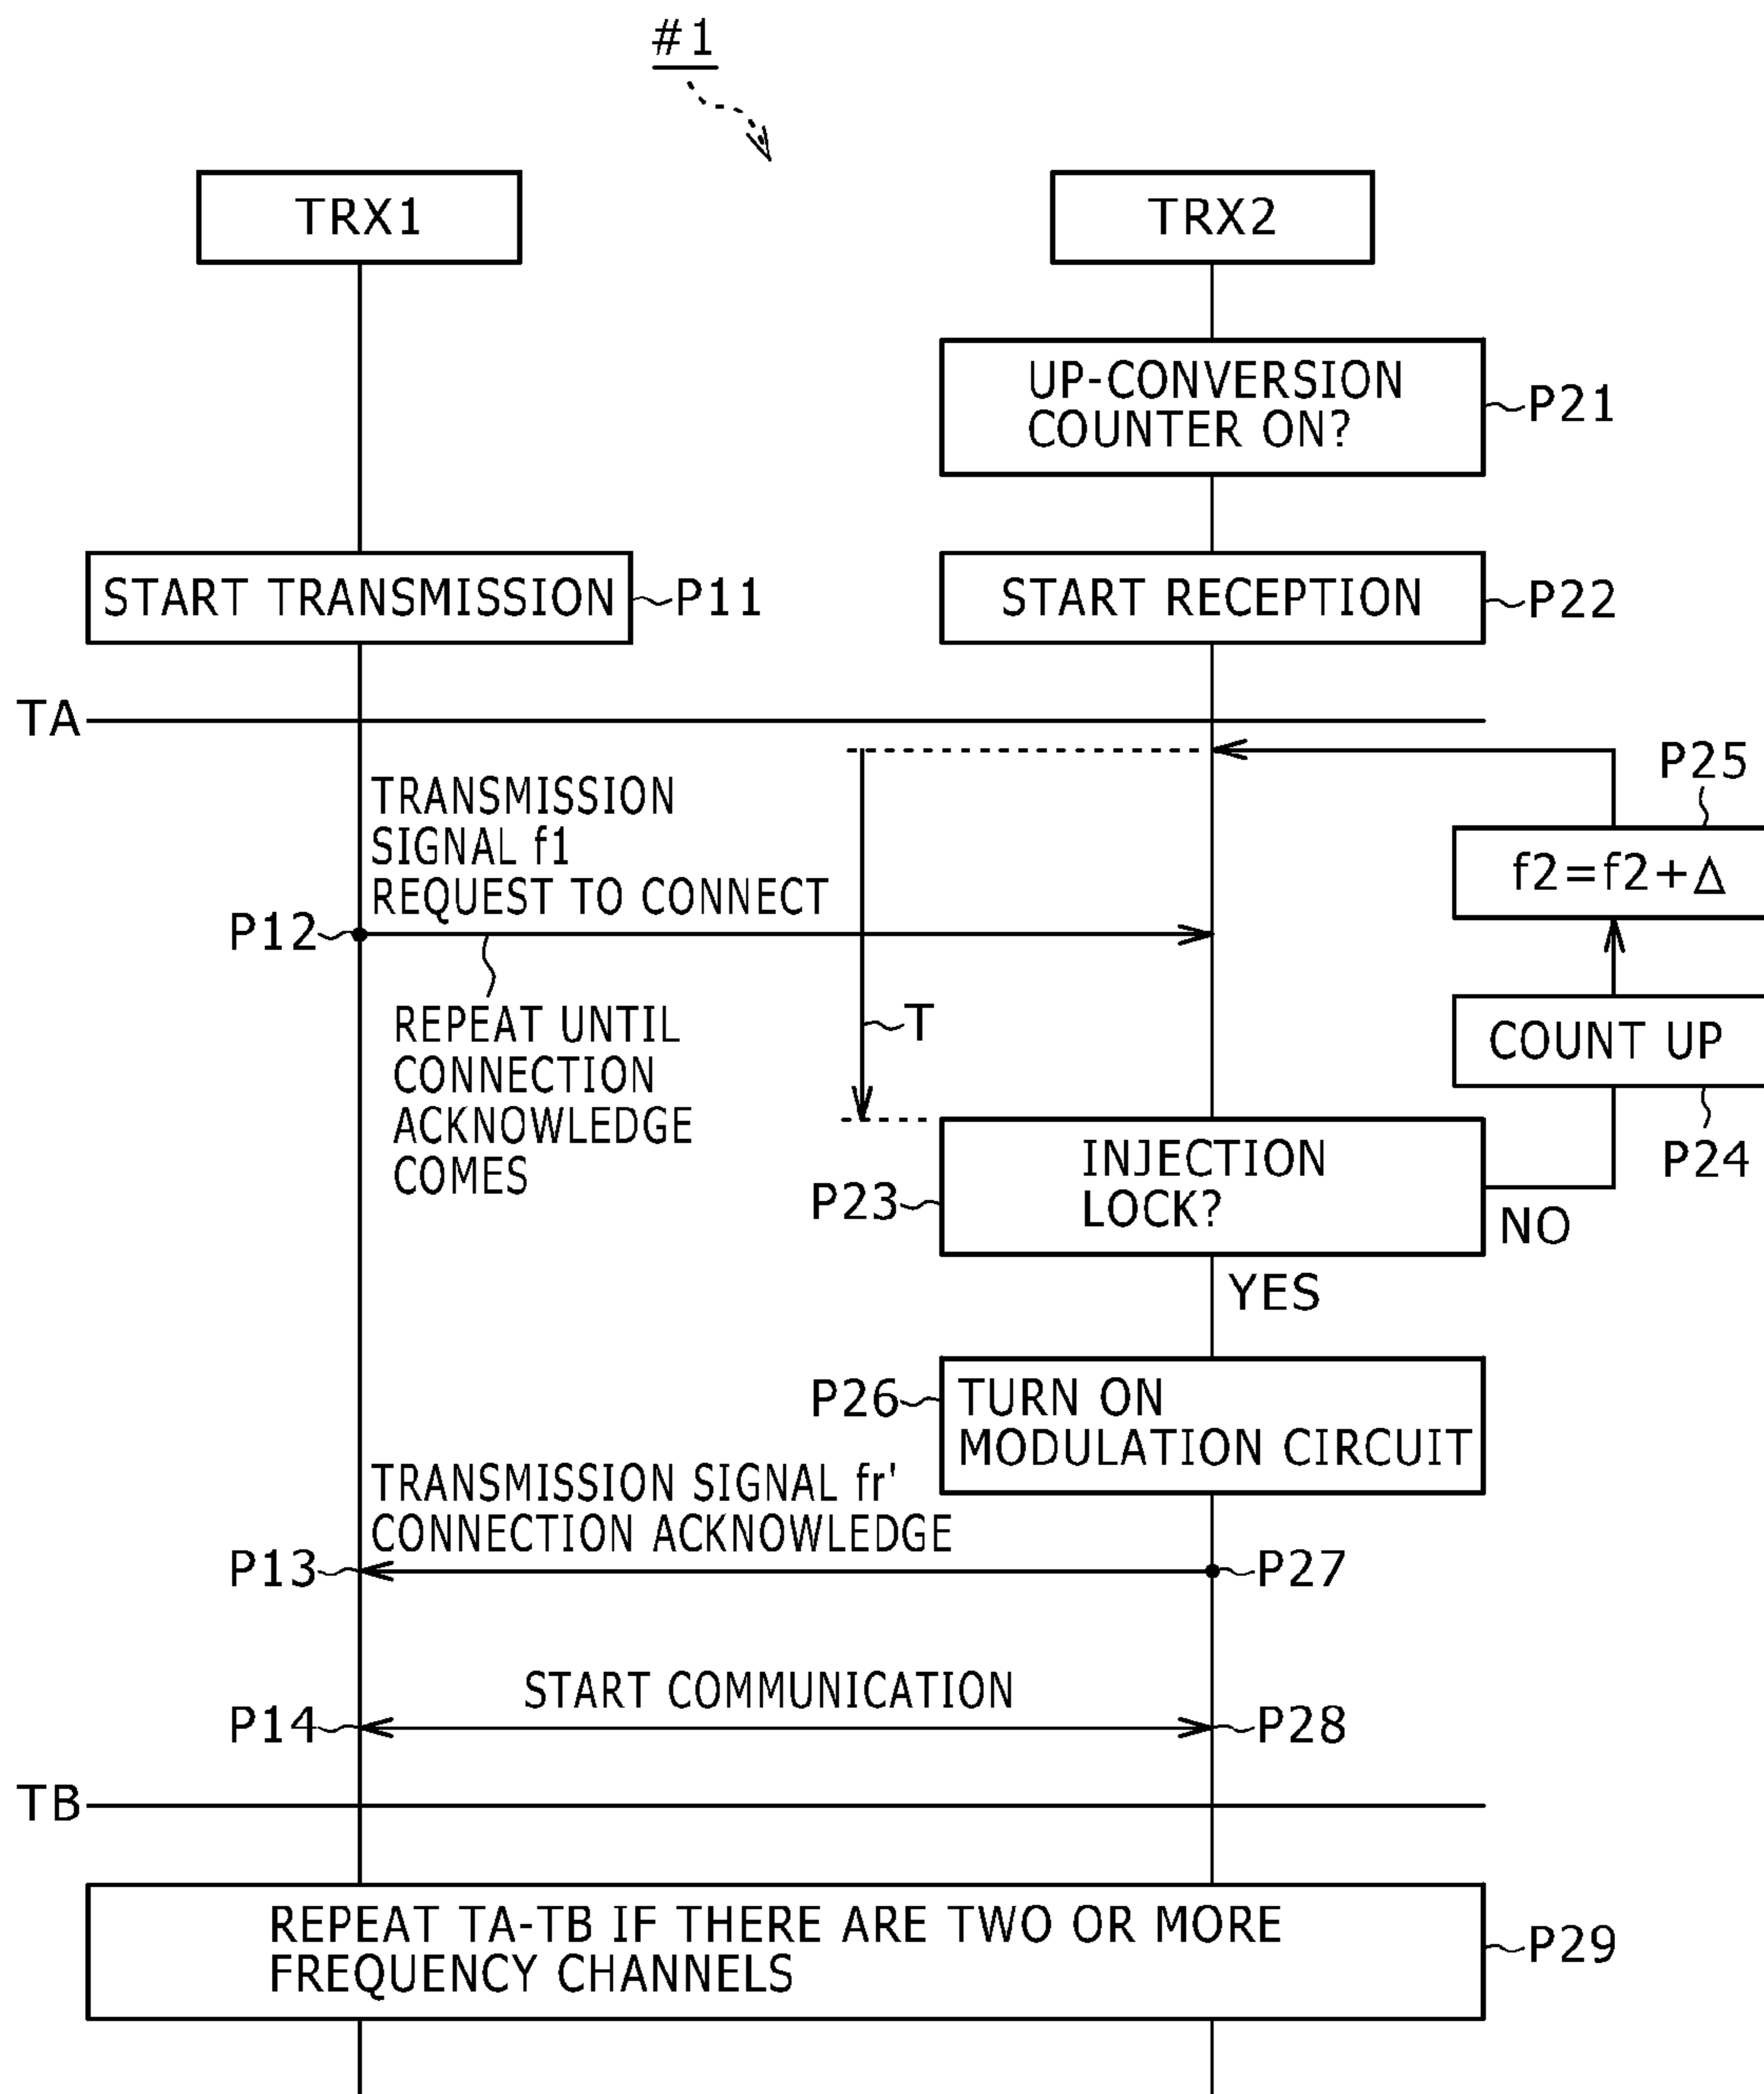 #1
TRX1
TRX2
UP-CONVERSION
COUNTER ON?
P21
START TRANSMISSION
P11
START RECEPTION
P22
TA
P25
TRANSMISSION
SIGNAL f1
REQUEST TO CONNECT
f2=f2+Δ
P12
REPEAT UNTIL
CONNECTION
ACKNOWLEDGE
COMES
T
COUNT UP
P24
INJECTION
LOCK?
P23
NO
YES
P26
TURN ON
MODULATION CIRCUIT
TRANSMISSION SIGNAL fr'
CONNECTION ACKNOWLEDGE
P13
P27
START COMMUNICATION
P14
P28
TB
REPEAT TA-TB IF THERE ARE TWO OR MORE
FREQUENCY CHANNELS
P29